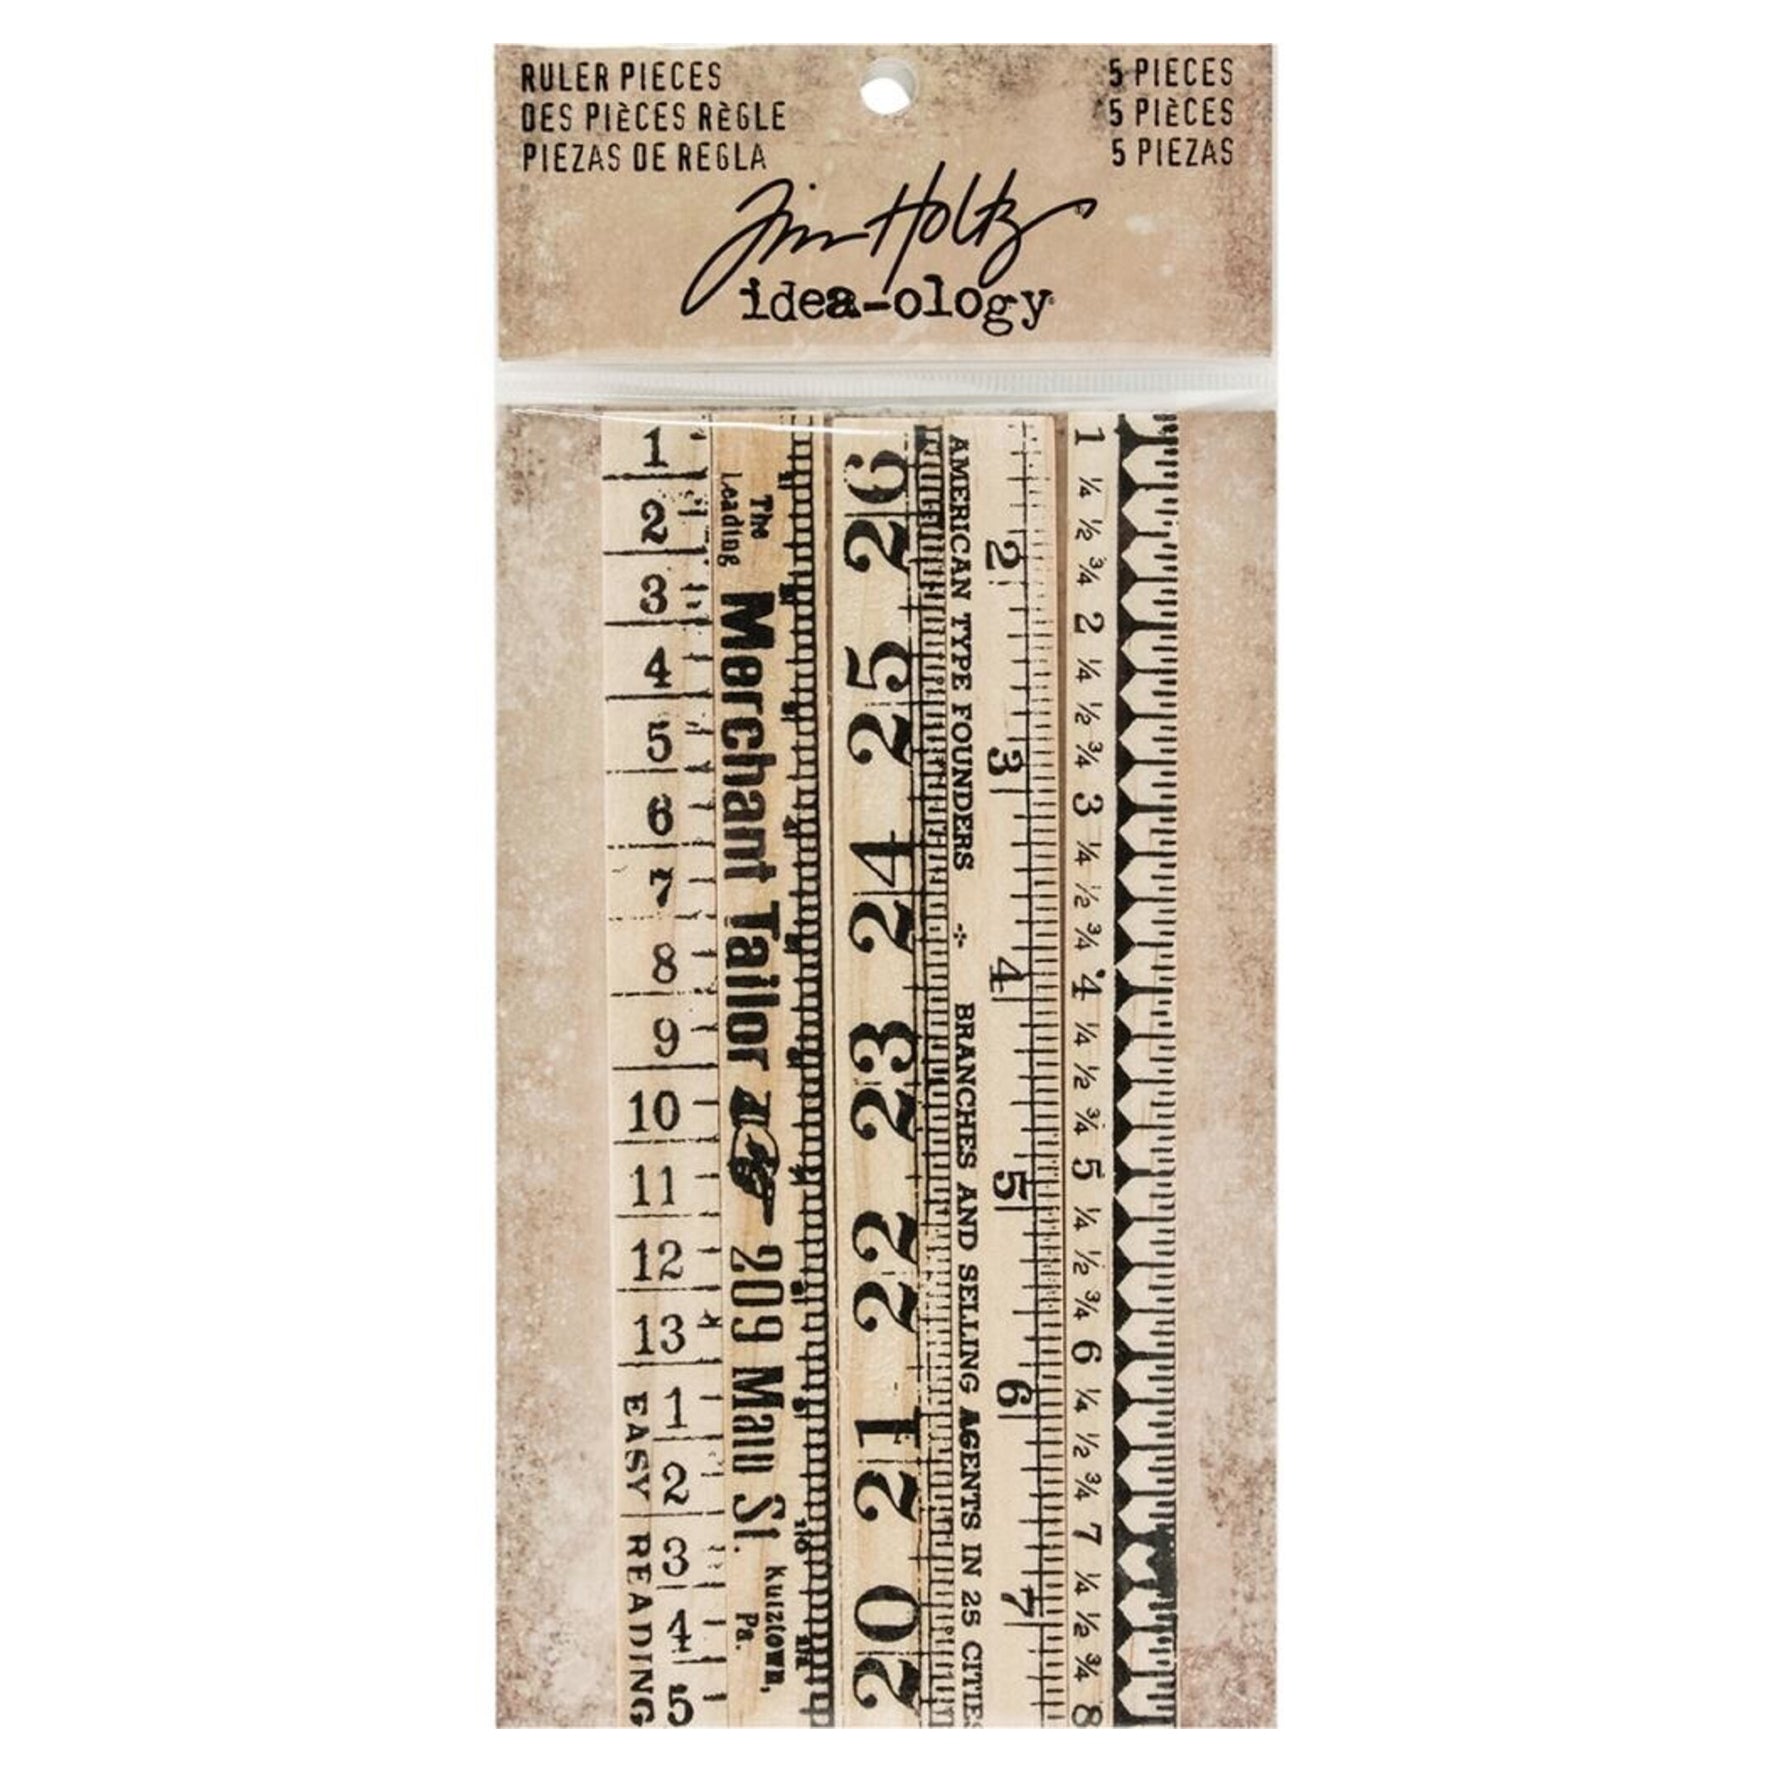 RULER PIECES
DES PIÈCES RÈGLE
PIEZAS DE REGLA
5 PIECES
5 PIÈCES
5 PIEZAS
Tim Holtz
idea-ology
1
2
3
4
5
6
7
8
9
10
11
12
13
1
2
3
4
5
EASY READING
The
Leading
Merchant Tailor 209 Main St. Kutztown,
Pa.
26 25 24 23 22 21 20
AMERICAN TYPE FOUNDERS ÷ BRANCHES AND SELLING AGENTS IN 25 CITIES
2 3 4 5 6 7
1 ¼ ½ ¾ 2 ¼ ½ ¾ 3 ¼ ½ ¾ 4 ¼ ½ ¾ 5 ¼ ½ ¾ 6 ¼ ½ ¾ 7 ¼ ½ ¾ 8